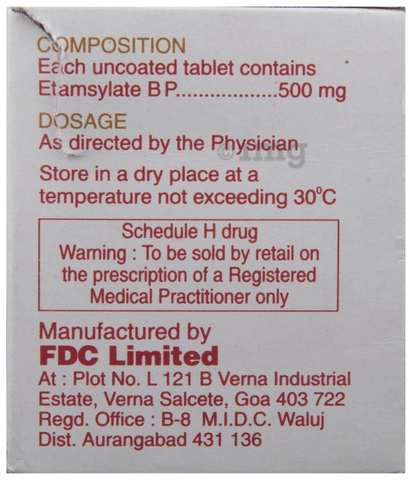 COMPOSITION
Each uncoated tablet contains
Etamsylate B P..................500 mg
DOSAGE
As directed by the Physician
Store in a dry place at a
temperature not exceeding 30°C
Schedule H drug
Warning : To be sold by retail on
the prescription of a Registered
Medical Practitioner only
Manufactured by
FDC Limited
At : Plot No. L 121 B Verna Industrial
Estate, Verna Salcete, Goa 403 722
Regd. Office : B-8 M.I.D.C. Waluj
Dist. Aurangabad 431 136